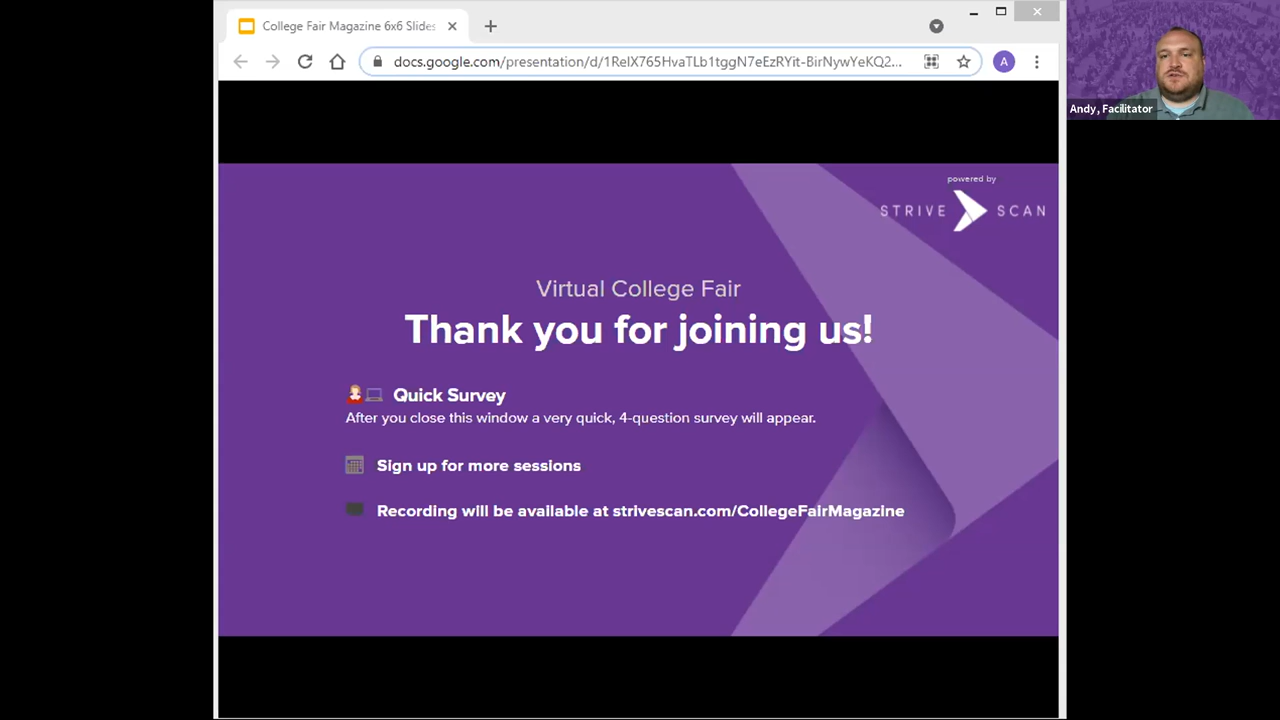 College Fair Magazine 6x6 Slides
docs.google.com/presentation/d/1RelX765HvaTLb1tggN7eEzRYit-BirNywYeKQ2...
A
Andy, Facilitator
powered by
STRIVE SCAN
Virtual College Fair
Thank you for joining us!
Quick Survey
After you close this window a very quick, 4-question survey will appear.
Sign up for more sessions
Recording will be available at strivescan.com/CollegeFairMagazine